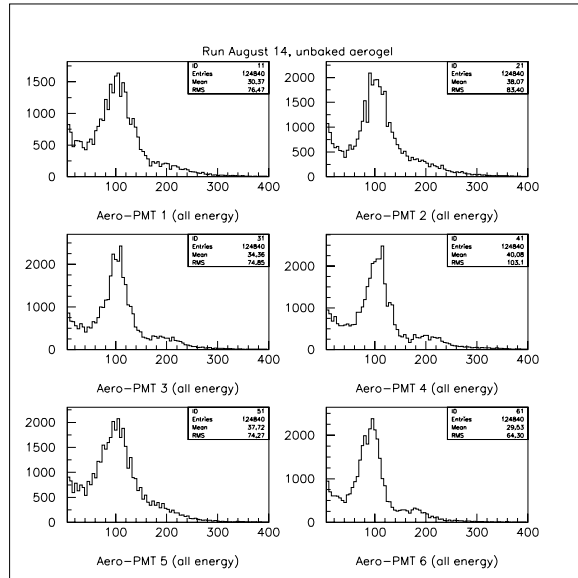 Run August 14, unbaked aerogel
ID 11
Entries 124840
Mean 30.37
RMS 76.47
1500
1000
500
0
100 200 300 400
Aero-PMT 1 (all energy)
ID 21
Entries 124840
Mean 38.07
RMS 83.40
2000
1500
1000
500
0
100 200 300 400
Aero-PMT 2 (all energy)
ID 31
Entries 124840
Mean 34.36
RMS 74.85
2000
1000
0
100 200 300 400
Aero-PMT 3 (all energy)
ID 41
Entries 124840
Mean 40.08
RMS 103.1
2000
1000
0
100 200 300 400
Aero-PMT 4 (all energy)
ID 51
Entries 124840
Mean 37.72
RMS 74.27
2000
1500
1000
500
0
100 200 300 400
Aero-PMT 5 (all energy)
ID 61
Entries 124840
Mean 29.53
RMS 64.30
2000
1000
0
100 200 300 400
Aero-PMT 6 (all energy)